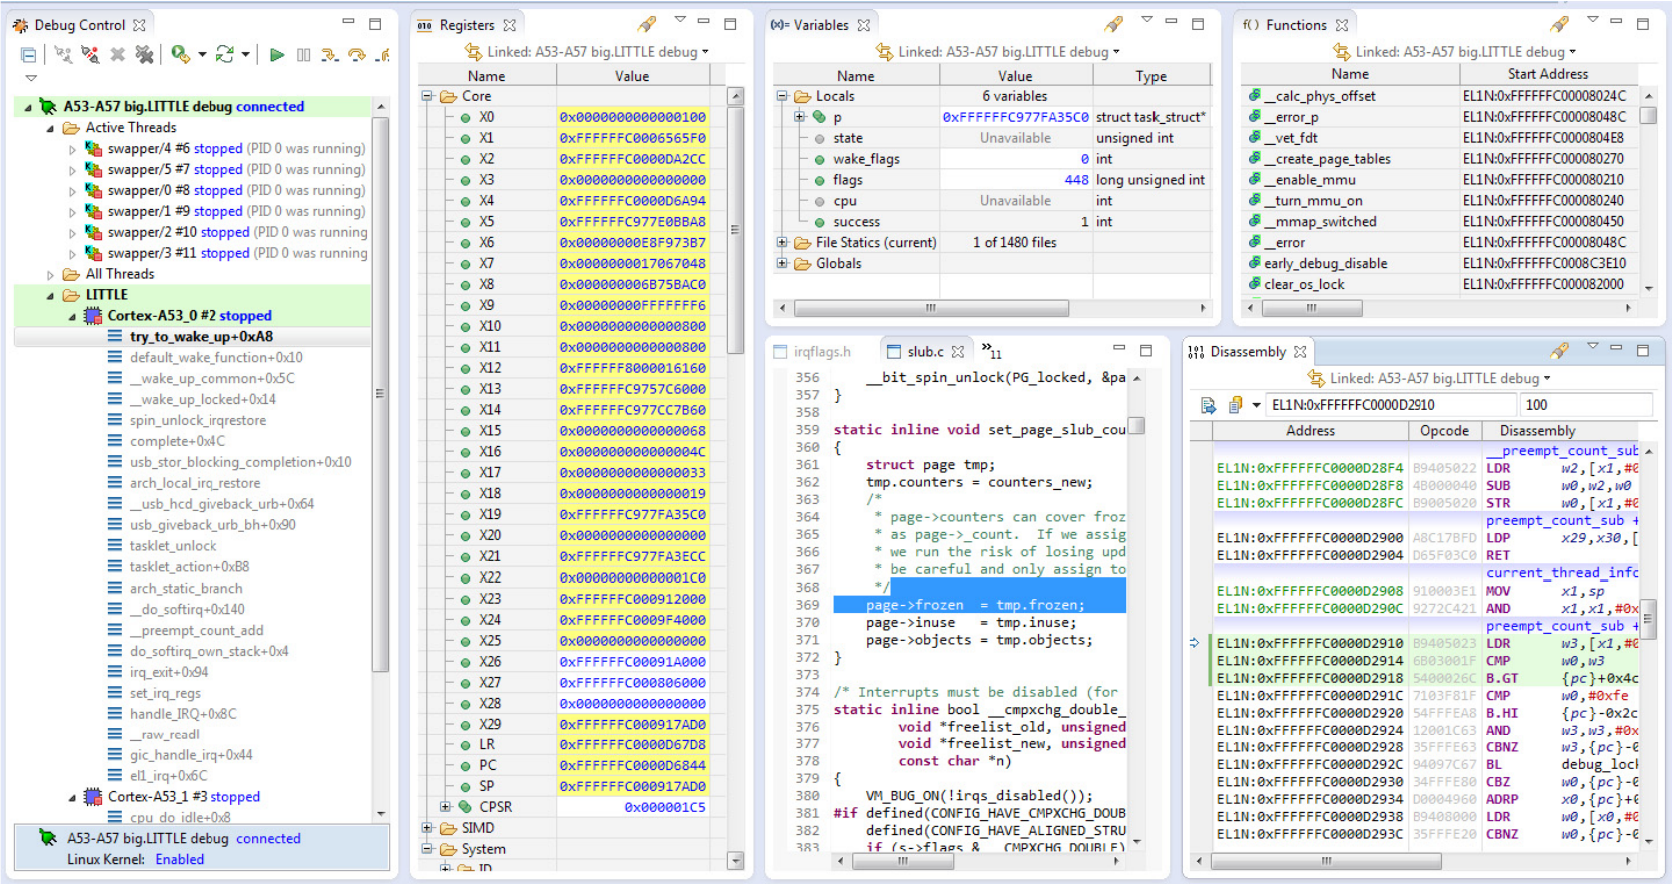 Debug Control
A53-A57 big.LITTLE debug connected
Active Threads
swapper/4 #6 stopped (PID 0 was running)
swapper/5 #7 stopped (PID 0 was running)
swapper/0 #8 stopped (PID 0 was running)
swapper/1 #9 stopped (PID 0 was running)
swapper/2 #10 stopped (PID 0 was running
swapper/3 #11 stopped (PID 0 was running
All Threads
LITTLE
Cortex-A53_0 #2 stopped
try_to_wake_up+0xA8
default_wake_function+0x10
__wake_up_common+0x5C
__wake_up_locked+0x14
spin_unlock_irqrestore
complete+0x4C
usb_stor_blocking_completion+0x10
arch_local_irq_restore
__usb_hcd_giveback_urb+0x64
usb_giveback_urb_bh+0x90
tasklet_unlock
tasklet_action+0xB8
arch_static_branch
__do_softirq+0x140
__preempt_count_add
do_softirq_own_stack+0x4
irq_exit+0x94
set_irq_regs
handle_IRQ+0x8C
__raw_readl
gic_handle_irq+0x44
el1_irq+0x6C
Cortex-A53_1 #3 stopped
cpu_do_idle+0x8
A53-A57 big.LITTLE debug connected
Linux Kernel: Enabled
Registers
Linked: A53-A57 big.LITTLE debug
Name Value
Core
X0 0x0000000000000100
X1 0xFFFFFFC0006565F0
X2 0xFFFFFFC0000DA2CC
X3 0x0000000000000000
X4 0xFFFFFFC0000D6A94
X5 0xFFFFFFC977E0BBA8
X6 0x00000000E8F973B7
X7 0x0000000017067048
X8 0x000000006B75BAC0
X9 0x00000000FFFFFFF6
X10 0x0000000000000800
X11 0x0000000000000800
X12 0xFFFFFF8000016160
X13 0xFFFFFFC9757C6000
X14 0xFFFFFFC977CC7B60
X15 0x0000000000000068
X16 0x000000000000004C
X17 0x0000000000000033
X18 0x0000000000000019
X19 0xFFFFFFC977FA35C0
X20 0x0000000000000000
X21 0xFFFFFFC977FA3ECC
X22 0x00000000000001C0
X23 0xFFFFFFC000912000
X24 0xFFFFFFC0009F4000
X25 0x0000000000000000
X26 0xFFFFFFC00091A000
X27 0xFFFFFFC000806000
X28 0x0000000000000000
X29 0xFFFFFFC000917AD0
LR 0xFFFFFFC0000D67D8
PC 0xFFFFFFC0000D6844
SP 0xFFFFFFC000917AD0
CPSR 0x000001C5
SIMD
System
ID
(x)= Variables
Linked: A53-A57 big.LITTLE debug
Name Value Type
Locals 6 variables
p 0xFFFFFFC977FA35C0 struct task_struct*
state Unavailable unsigned int
wake_flags 0 int
flags 448 long unsigned int
cpu Unavailable int
success 1 int
File Statics (current) 1 of 1480 files
Globals
f() Functions
Linked: A53-A57 big.LITTLE debug
Name Start Address
__calc_phys_offset EL1N:0xFFFFFFC00008024C
__error_p EL1N:0xFFFFFFC00008048C
__vet_fdt EL1N:0xFFFFFFC0000804E8
__create_page_tables EL1N:0xFFFFFFC000080270
__enable_mmu EL1N:0xFFFFFFC000080210
__turn_mmu_on EL1N:0xFFFFFFC000080240
__mmap_switched EL1N:0xFFFFFFC000080450
__error EL1N:0xFFFFFFC00008048C
early_debug_disable EL1N:0xFFFFFFC0008C3E10
clear_os_lock EL1N:0xFFFFFFC000082000
irqflags.h slub.c »11
356 __bit_spin_unlock(PG_locked, &pa
357 }
358
359 static inline void set_page_slub_cou
360 {
361 struct page tmp;
362 tmp.counters = counters_new;
363 /*
364 * page->counters can cover froz
365 * as page->_count. If we assig
366 * we run the risk of losing upd
367 * be careful and only assign to
368 */
369 page->frozen = tmp.frozen;
370 page->inuse = tmp.inuse;
371 page->objects = tmp.objects;
372 }
373
374 /* Interrupts must be disabled (for
375 static inline bool __cmpxchg_double_
376 void *freelist_old, unsigned
377 void *freelist_new, unsigned
378 const char *n)
379 {
380 VM_BUG_ON(!irqs_disabled());
381 #if defined(CONFIG_HAVE_CMPXCHG_DOUB
382 defined(CONFIG_HAVE_ALIGNED_STRU
383 if (s->flags & __CMPXCHG_DOUBLE)
Disassembly
Linked: A53-A57 big.LITTLE debug
EL1N:0xFFFFFFC0000D2910 100
Address Opcode Disassembly
__preempt_count_sub
EL1N:0xFFFFFFC0000D28F4 B9405022 LDR w2,[x1,#0
EL1N:0xFFFFFFC0000D28F8 4B000040 SUB w0,w2,w0
EL1N:0xFFFFFFC0000D28FC B9005020 STR w0,[x1,#0
preempt_count_sub +
EL1N:0xFFFFFFC0000D2900 A8C17BFD LDP x29,x30,[
EL1N:0xFFFFFFC0000D2904 D65F03C0 RET
current_thread_info
EL1N:0xFFFFFFC0000D2908 910003E1 MOV x1,sp
EL1N:0xFFFFFFC0000D290C 9272C421 AND x1,x1,#0x
preempt_count_sub +
EL1N:0xFFFFFFC0000D2910 B9405023 LDR w3,[x1,#0
EL1N:0xFFFFFFC0000D2914 6B03001F CMP w0,w3
EL1N:0xFFFFFFC0000D2918 5400026C B.GT {pc}+0x4c
EL1N:0xFFFFFFC0000D291C 7103F81F CMP w0,#0xfe
EL1N:0xFFFFFFC0000D2920 54FFFEA8 B.HI {pc}-0x2c
EL1N:0xFFFFFFC0000D2924 12001C63 AND w3,w3,#0x
EL1N:0xFFFFFFC0000D2928 35FFFE63 CBNZ w3,{pc}-0
EL1N:0xFFFFFFC0000D292C 94097C67 BL debug_lock
EL1N:0xFFFFFFC0000D2930 34FFFE80 CBZ w0,{pc}-0
EL1N:0xFFFFFFC0000D2934 D0004960 ADRP x0,{pc}+0
EL1N:0xFFFFFFC0000D2938 B9408000 LDR w0,[x0,#0
EL1N:0xFFFFFFC0000D293C 35FFFE20 CBNZ w0,{pc}-0